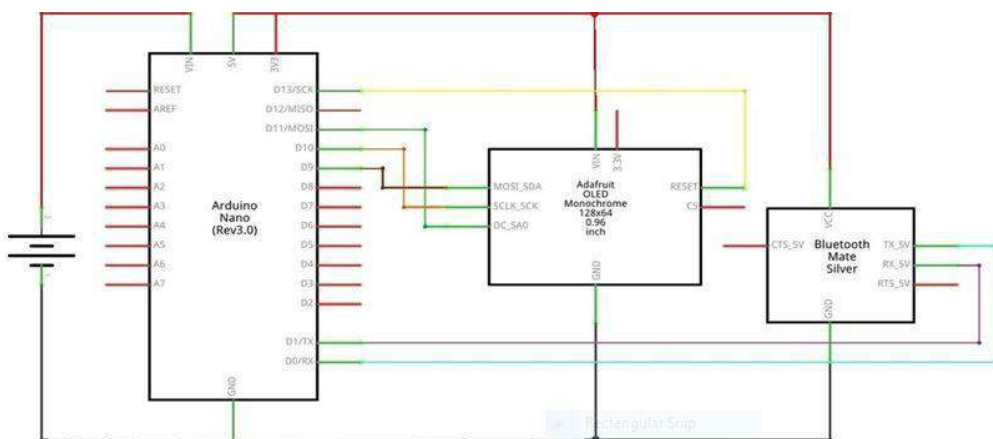 VIN
5V
3V3
RESET
AREF
A0
A1
A2
A3
A4
A5
A6
A7
Arduino
Nano
(Rev3.0)
D13/SCK
D12/MISO
D11/MOSI
D10
D9
D8
D7
D6
D5
D4
D3
D2
D1/TX
D0/RX
GND
VIN
3.3V
MOSI_SDA
SCLK_SCK
DC_SA0
Adafruit
OLED
Monochrome
128x64
0.96
inch
RESET
CS
GND
VCC
CTS_5V
Bluetooth
Mate
Silver
TX_5V
RX_5V
RTS_5V
GND
Rectangular Snip